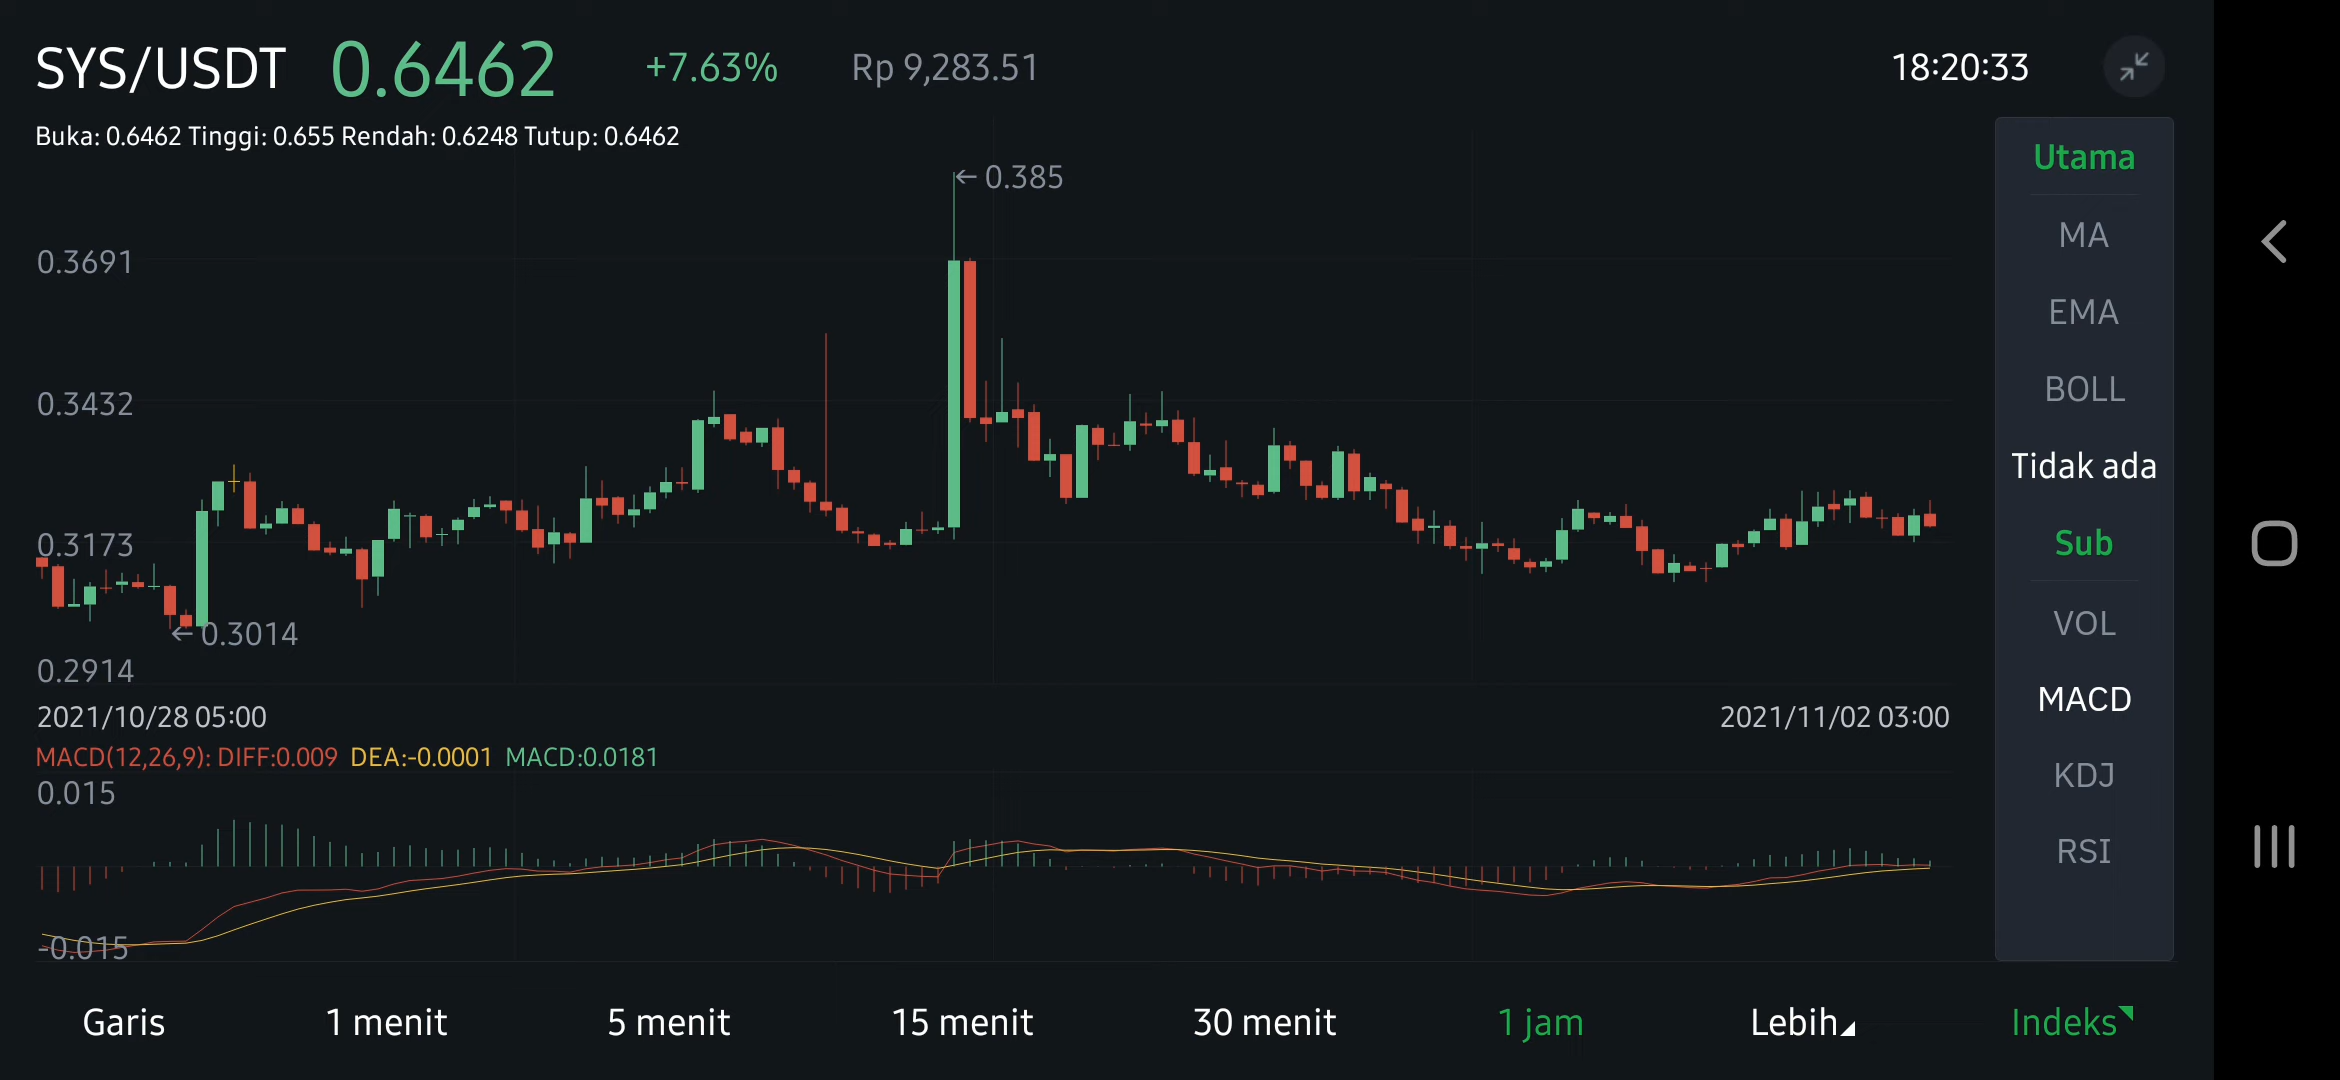 SYS/USDT 0.6462 +7.63% Rp 9,283.51 18:20:33
Buka: 0.6462 Tinggi: 0.655 Rendah: 0.6248 Tutup: 0.6462
0.385
0.3691
0.3432
0.3173
0.3014
0.2914
2021/10/28 05:00 2021/11/02 03:00
MACD(12,26,9): DIFF:0.009 DEA:-0.0001 MACD:0.0181
0.015
-0.015
Utama
MA
EMA
BOLL
Tidak ada
Sub
VOL
MACD
KDJ
RSI
Garis 1 menit 5 menit 15 menit 30 menit 1 jam Lebih Indeks